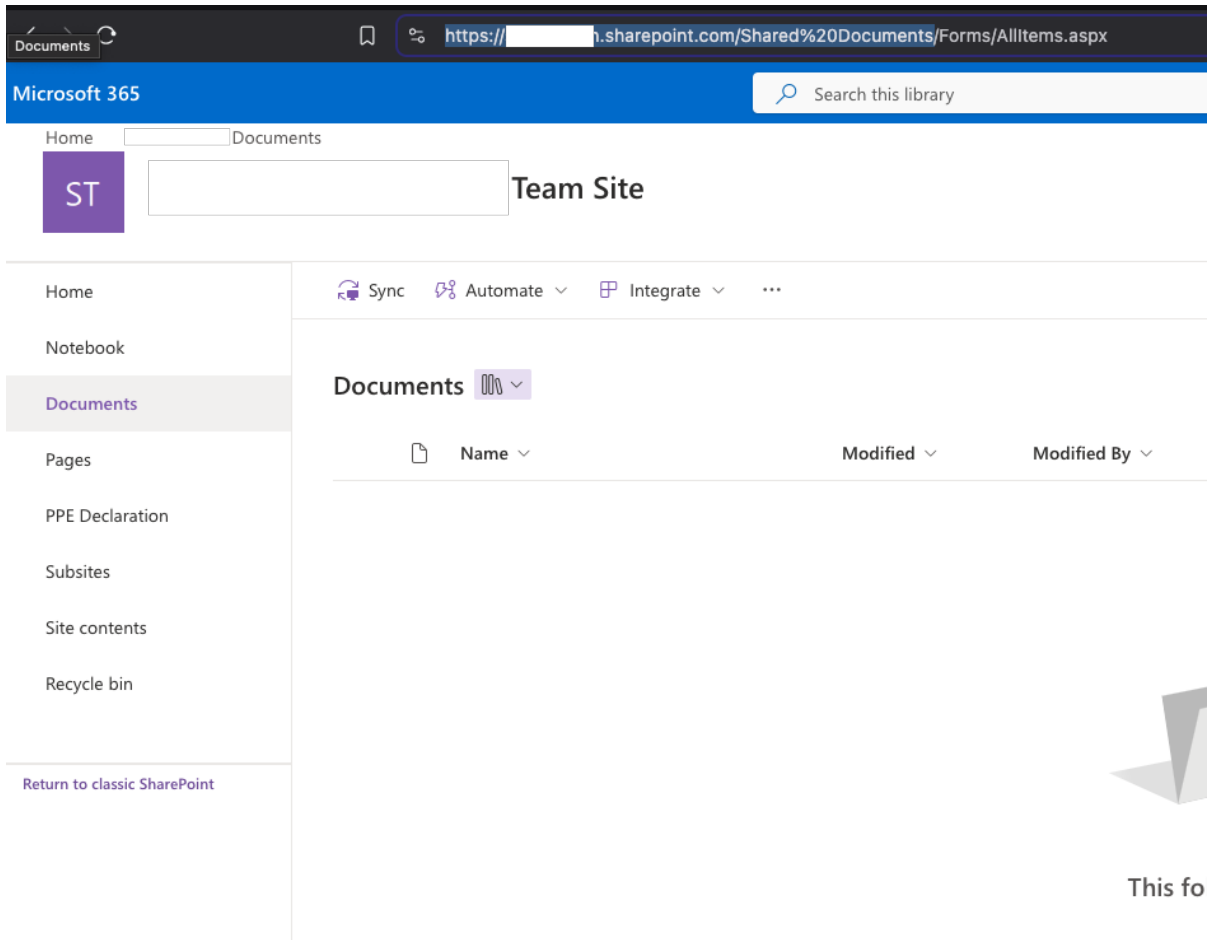 Documents
https://n.sharepoint.com/Shared%20Documents/Forms/AllItems.aspx
Microsoft 365
Search this library
Home Documents
ST
Team Site
Home
Sync Automate Integrate ...
Notebook
Documents
Documents
Name Modified Modified By
Pages
PPE Declaration
Subsites
Site contents
Recycle bin
Return to classic SharePoint
This fo